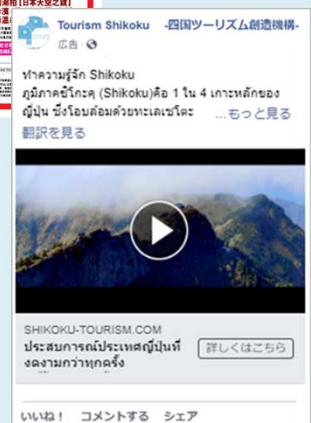 Tourism Shikoku -四国ツーリズム創造機構-
広告
ทำความรู้จัก Shikoku
ภูมิภาคชิโกะคุ (Shikoku)คือ 1 ใน 4 เกาะหลักของ
ญี่ปุ่น ซึ่งโอบล้อมด้วยทะเลเซโตะ ...もっと見る
翻訳を見る
SHIKOKU-TOURISM.COM
ประสบการณ์ประเทศญี่ปุ่นที่
งดงามกว่าทุกครั้ง
詳しくはこちら
いいね！ コメントする シェア